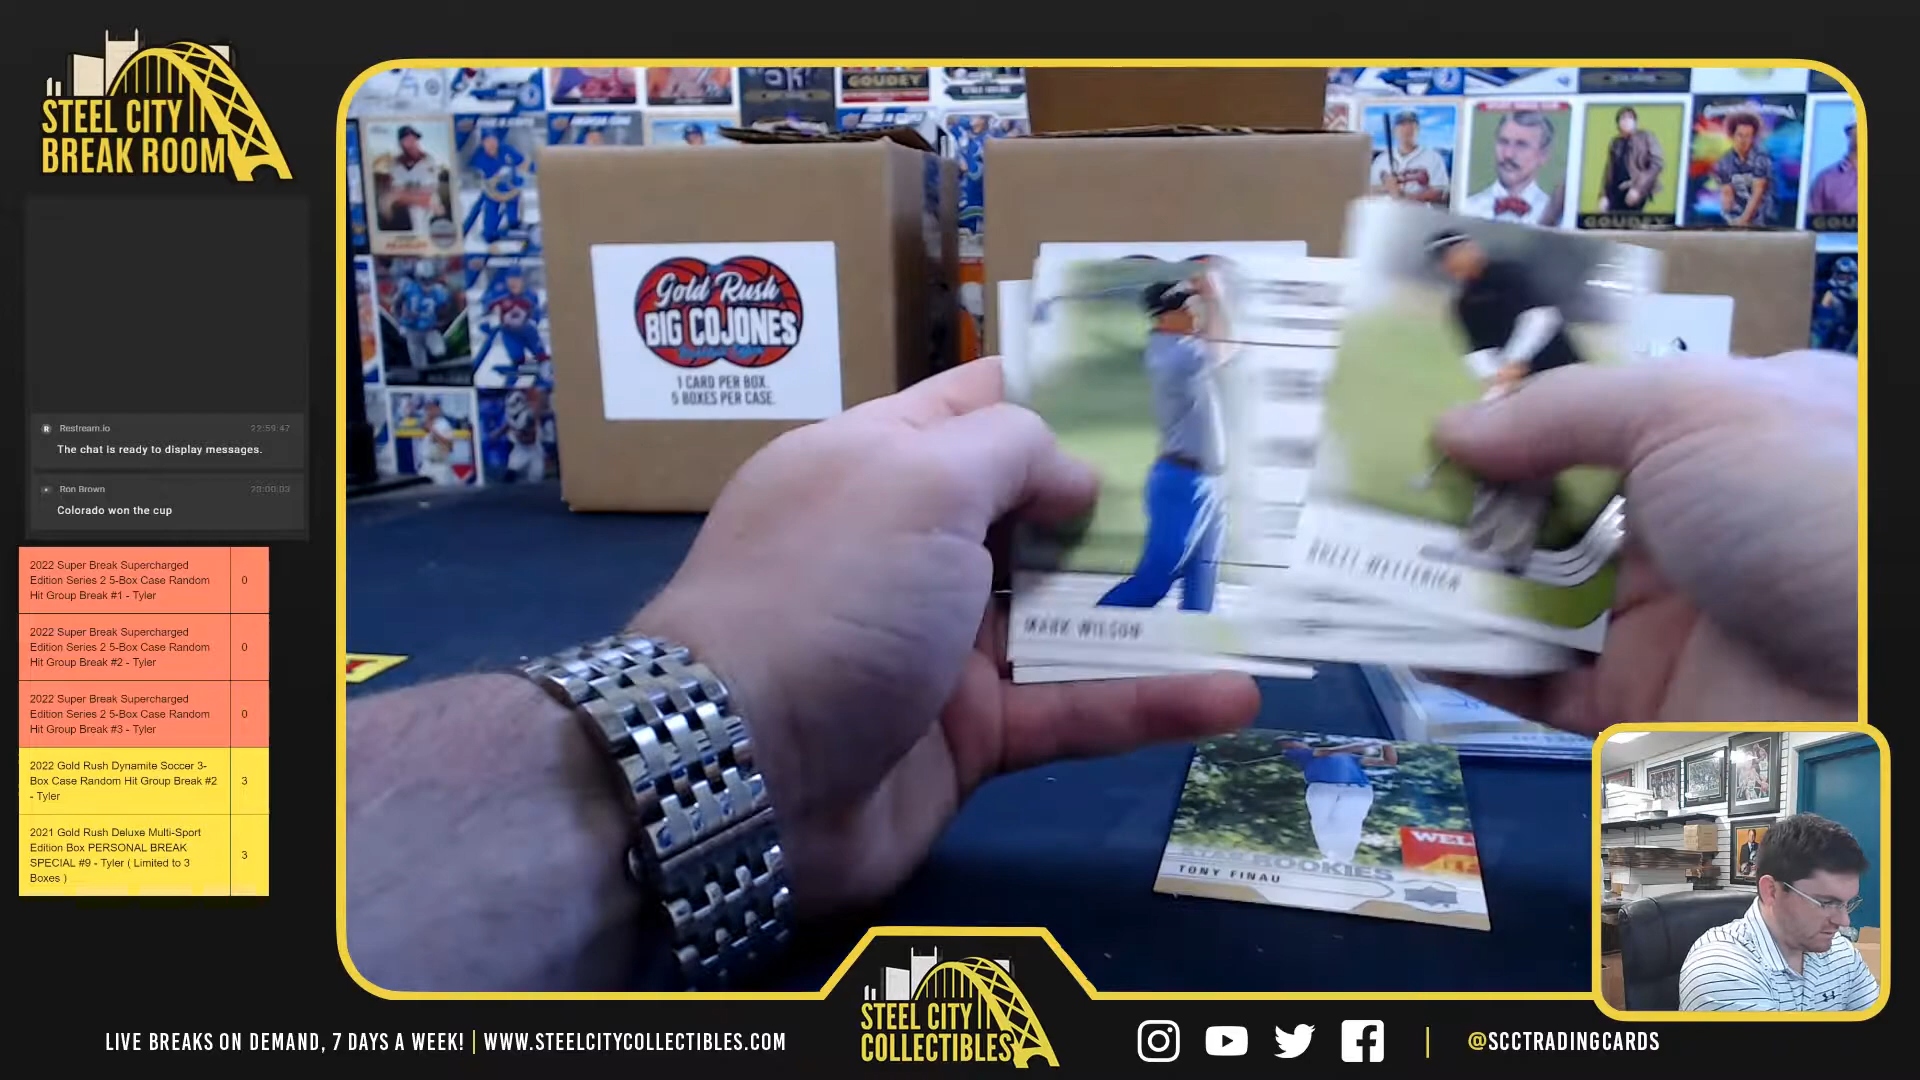 STEEL CITY
BREAK ROOM
Restream.io 22:59:47
The chat is ready to display messages.
Ron Brown
Colorado won the cup
2022 Super Break Supercharged
Edition Series 2 5-Box Case Random
Hit Group Break #1 - Tyler
0
2022 Super Break Supercharged
Edition Series 2 5-Box Case Random
Hit Group Break #2 - Tyler
0
2022 Super Break Supercharged
Edition Series 2 5-Box Case Random
Hit Group Break #3 - Tyler
0
2022 Gold Rush Dynamite Soccer 3-
Box Case Random Hit Group Break #2
- Tyler
3
2021 Gold Rush Deluxe Multi-Sport
Edition Box PERSONAL BREAK
SPECIAL #9 - Tyler ( Limited to 3
Boxes )
3
GOUDEY
GOUDEY
Gold Rush
BIG COJONES
1 CARD PER BOX.
5 BOXES PER CASE.
MARK WILSON
STAR ROOKIES
TONY FINAU
LIVE BREAKS ON DEMAND, 7 DAYS A WEEK! | WWW.STEELCITYCOLLECTIBLES.COM
STEEL CITY
COLLECTIBLES
@SCCTRADINGCARDS